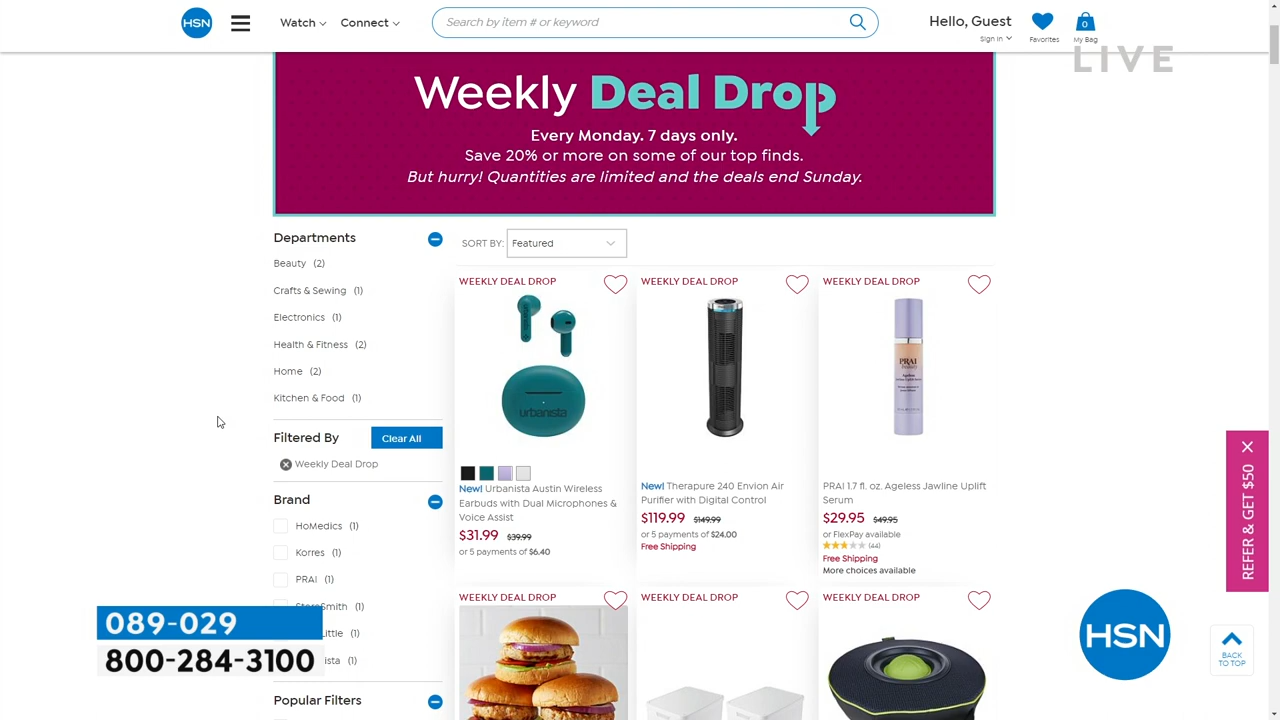 HSN
Watch
Connect
Search by item # or keyword
Hello, Guest
Sign In
Favorites
0
My Bag
LIVE
Weekly Deal Drop
Every Monday. 7 days only.
Save 20% or more on some of our top finds.
But hurry! Quantities are limited and the deals end Sunday.
Departments
Beauty (2)
Crafts & Sewing (1)
Electronics (1)
Health & Fitness (2)
Home (2)
Kitchen & Food (1)
Filtered By
Clear All
Weekly Deal Drop
Brand
HoMedics (1)
Korres (1)
PRAI (1)
(1)
(1)
(1)
Popular Filters
SORT BY: Featured
WEEKLY DEAL DROP
urbanista
New! Urbanista Austin Wireless
Earbuds with Dual Microphones &
Voice Assist
$31.99 $39.99
or 5 payments of $6.40
WEEKLY DEAL DROP
New! Therapure 240 Envion Air
Purifier with Digital Control
$119.99 $149.99
or 5 payments of $24.00
Free Shipping
WEEKLY DEAL DROP
PRAI
beauty
Ageless
PRAI 1.7 fl. oz. Ageless Jawline Uplift
Serum
$29.95 $49.95
or FlexPay available
(44)
Free Shipping
More choices available
WEEKLY DEAL DROP
WEEKLY DEAL DROP
WEEKLY DEAL DROP
REFER & GET $50
089-029
800-284-3100
HSN
BACK
TO TOP